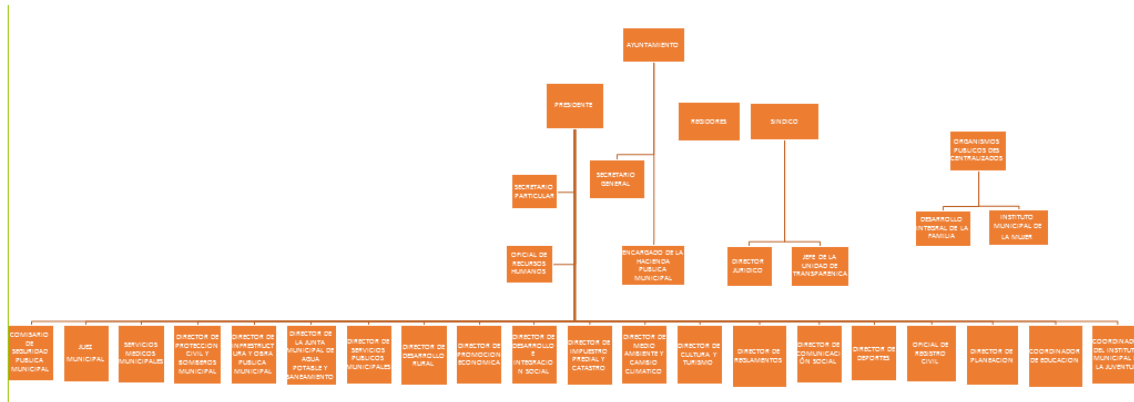 AYUNTAMIENTO
PRESIDENTE
REGIDORES
SINDICO
ORGANISMOS
PUBLICOS DES
CENTRALIZADOS
SECRETARIO
GENERAL
SECRETARIO
PARTICULAR
DESARROLLO
INTEGRAL DE LA
FAMILIA
INSTITUTO
MUNICIPAL DE
LA MUJER
OFICIAL DE
RECURSOS
HUMANOS
ENCARGADO DE LA
HACIENDA
PUBLICA
MUNICIPAL
DIRECTOR
JURIDICO
JEFE DE LA
UNIDAD DE
TRANSPARENCIA
COMISARIO
DE
SEGURIDAD
PUBLICA
MUNICIPAL
JUEZ
MUNICIPAL
SERVICIOS
MEDICOS
MUNICIPALES
DIRECTOR DE
PROTECCION
CIVIL Y
BOMBEROS
MUNICIPAL
DIRECTOR DE
INFRESTRUCT
URA Y OBRA
PUBLICA
MUNICIPAL
DIRECTOR DE
LA JUNTA
MUNICIPAL DE
AGUA
POTABLE Y
SANEAMIENTO
DIRECTOR DE
SERVICIOS
PUBLICOS
MUNICIPALES
DIRECTOR DE
DESARROLLO
RURAL
DIRECTOR DE
PROMOCION
ECONOMICA
DIRECTOR DE
DESARROLLO
E
INTEGRACIO
N SOCIAL
DIRECTOR DE
IMPUESTRO
PREDIAL Y
CATASTRO
DIRECTOR DE
MEDIO
AMBIENTE Y
CAMBIO
CLIMATICO
DIRECTOR DE
CULTURA Y
TURISMO
DIRECTOR DE
REGLAMENTOS
DIRECTOR DE
COMUNICACI
ÓN SOCIAL
DIRECTOR DE
DEPORTES
OFICIAL DE
REGISTRO
CIVIL
DIRECTOR DE
PLANEACION
COORDINADOR
DE EDUCACION
COORDINAD
DEL INSTITUT
MUNICIPAL D
LA JUVENTU